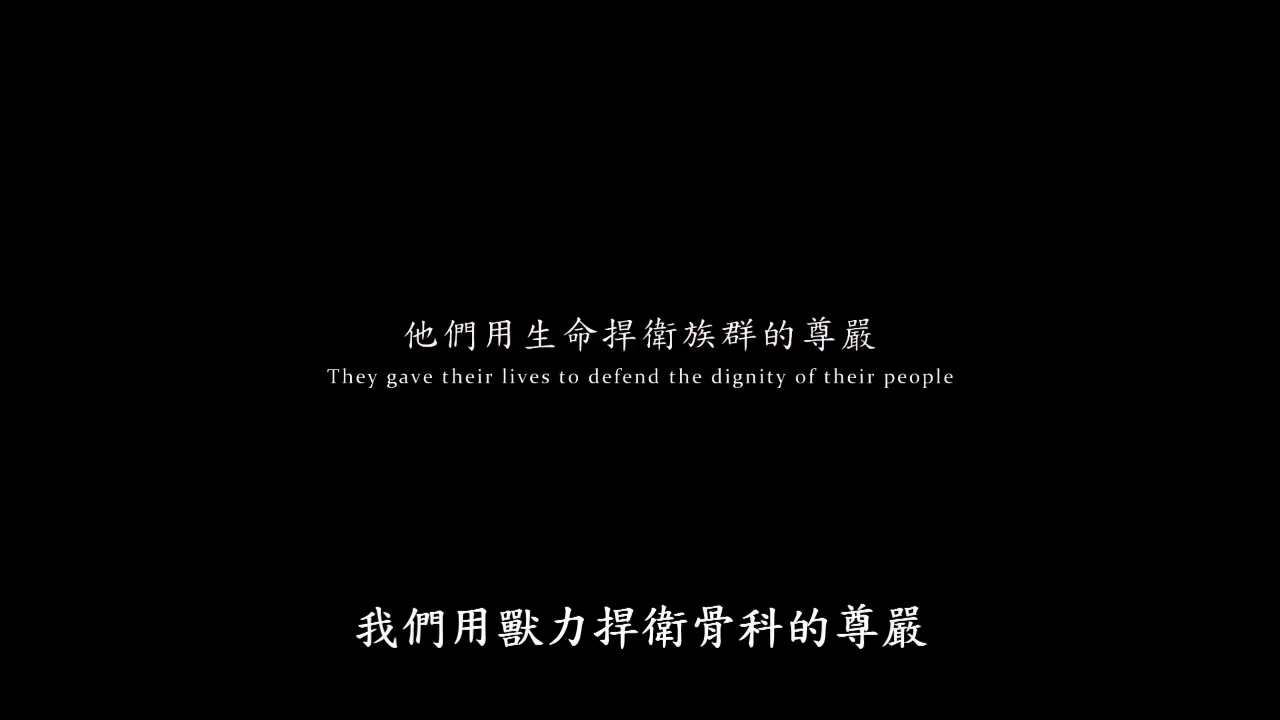 他們用生命捍衛族群的尊嚴
They gave their lives to defend the dignity of their people
我們用獸力捍衛骨科的尊嚴